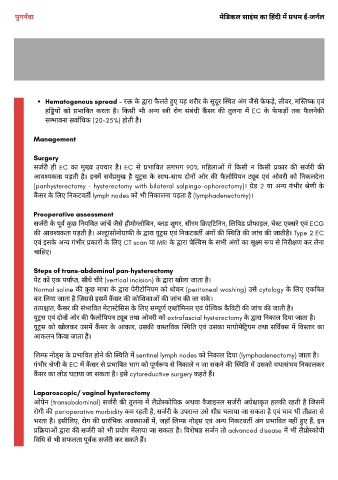 पुनर्नवा
मेडिकल साइंस का हिंदी में प्रथम ई-जर्नल
• Hematogenous spread - रक्त के द्वारा फैलते हुए यह शरीर के सुदूर स्थित अंग जैसे फेफड़े, लीवर, मस्तिष्क एवं
हड्डियों को प्रभावित करता है। किसी भी अन्य स्त्री रोग संबंधी कैंसर की तुलना में EC के फेफड़ों तक फैलनेकी
सम्भावना सर्वाधिक (20-25%) होती है।
Management
Surgery
सर्जरी ही EC का मुख्य उपचार है। EC से प्रभावित लगभग 90% महिलाओं में किसी न किसी प्रकार की सर्जरी की
आवश्यकता पड़ती है। इनमें सर्वप्रमुख है यूट्रस के साथ-साथ दोनों ओर की फैलोपियन ट्यूब एवं ओवरी को निकलदेना
(panhysterectomy - hysterectomy with bilateral salpingo-ophorectomy)। ग्रेड 2 या अन्य गंभीर श्रेणी के
कैंसर के लिए निकटवर्ती lymph nodes को भी निकालना पड़ता है (lymphadenectomy)।
Preoperative assessment
सर्जरी के पूर्व कुछ नियमित जांचें जैसे हीमोग्लोबिन, ब्लड शुगर, सीरम क्रिएटिनिन, लिपिड प्रोफाइल, चेस्ट एक्सरे एवं ECG
की आवश्यकता पड़ती है। अल्ट्रासोनोग्राफी के द्वारा यूट्रस एवं निकटवर्ती अंगों की स्थिति की जांच की जातीहै। Type 2 EC
एवं इसके अन्य गंभीर प्रकारों के लिए CT scan या MRI के द्वारा पेल्विस के सभी अंगों का सूक्ष्म रूप से निरीक्षण कर लेना
चाहिए।
Steps of trans-abdominal pan-hysterectomy
पेट को एक पर्याप्त, सीधे चीरे (vertical incision) के द्वारा खोला जाता है।
Normal saline की कुछ मात्रा के द्वारा पेरीटोनियम को धोकर (peritoneal washing) उसे cytology के लिए एकत्रित
कर लिया जाता है जिससे इसमें कैंसर की कोशिकाओं की जांच की जा सके।
तत्पश्चात, कैंसर की संभावित मेटास्टेसिस के लिए सम्पूर्ण एब्डॉमिनल एवं पेल्विक कैविटी की जांच की जाती है।
यूट्रस एवं दोनों ओर की फैलोपियन ट्यूब तथा ओवरी को extrafascial hysterectomy के द्वारा निकाल दिया जाता है।
यूट्रस को खोलकर उसमें कैंसर के आकार, उसकी वास्तविक स्थिति एवं उसका मायोमेट्रियम तथा सर्विक्स में विस्तार का
आकलन किया जाता है।
लिम्फ नोड्स के प्रभावित होने की स्थिति में sentinel lymph nodes को निकाल दिया (lymphadenectomy) जाता है।
गंभीर श्रेणी के EC में कैंसर से प्रभावित भाग को पूर्णरूप से निकाले न जा सकने की स्थिति में उसको यथासंभव निकालकर
कैंसर का लोड घटाया जा सकता है। इसे cytoreductive surgery कहते हैं।
Laparoscopic/ vaginal hysterectomy
ओपेन (transabdominal) सर्जरी की तुलना में लैप्रोस्कोपिक अथवा वैजाइनल सर्जरी अपेक्षाकृत हलकी रहती है जिसमें
रोगी की perioperative morbidity कम रहती है, सर्जरी के उपरान्त उसे शीघ्र चलाया जा सकता है एवं घाव भी तीव्रता से
भरता है। इसीलिए, रोग की प्रारंभिक अवस्थाओं में, जहाँ लिम्फ नोड्स एवं अन्य निकटवर्ती अंग प्रभावित नहीं हुए हैं, इन
प्रक्रियाओं द्वारा की सर्जरी को भी प्रयोग मेंलाया जा सकता है। विशेषज्ञ सर्जन तो advanced disease में भी लैप्रोस्कोपी
विधि से भी सफलता पूर्वक सर्जरी कर सकते हैं।